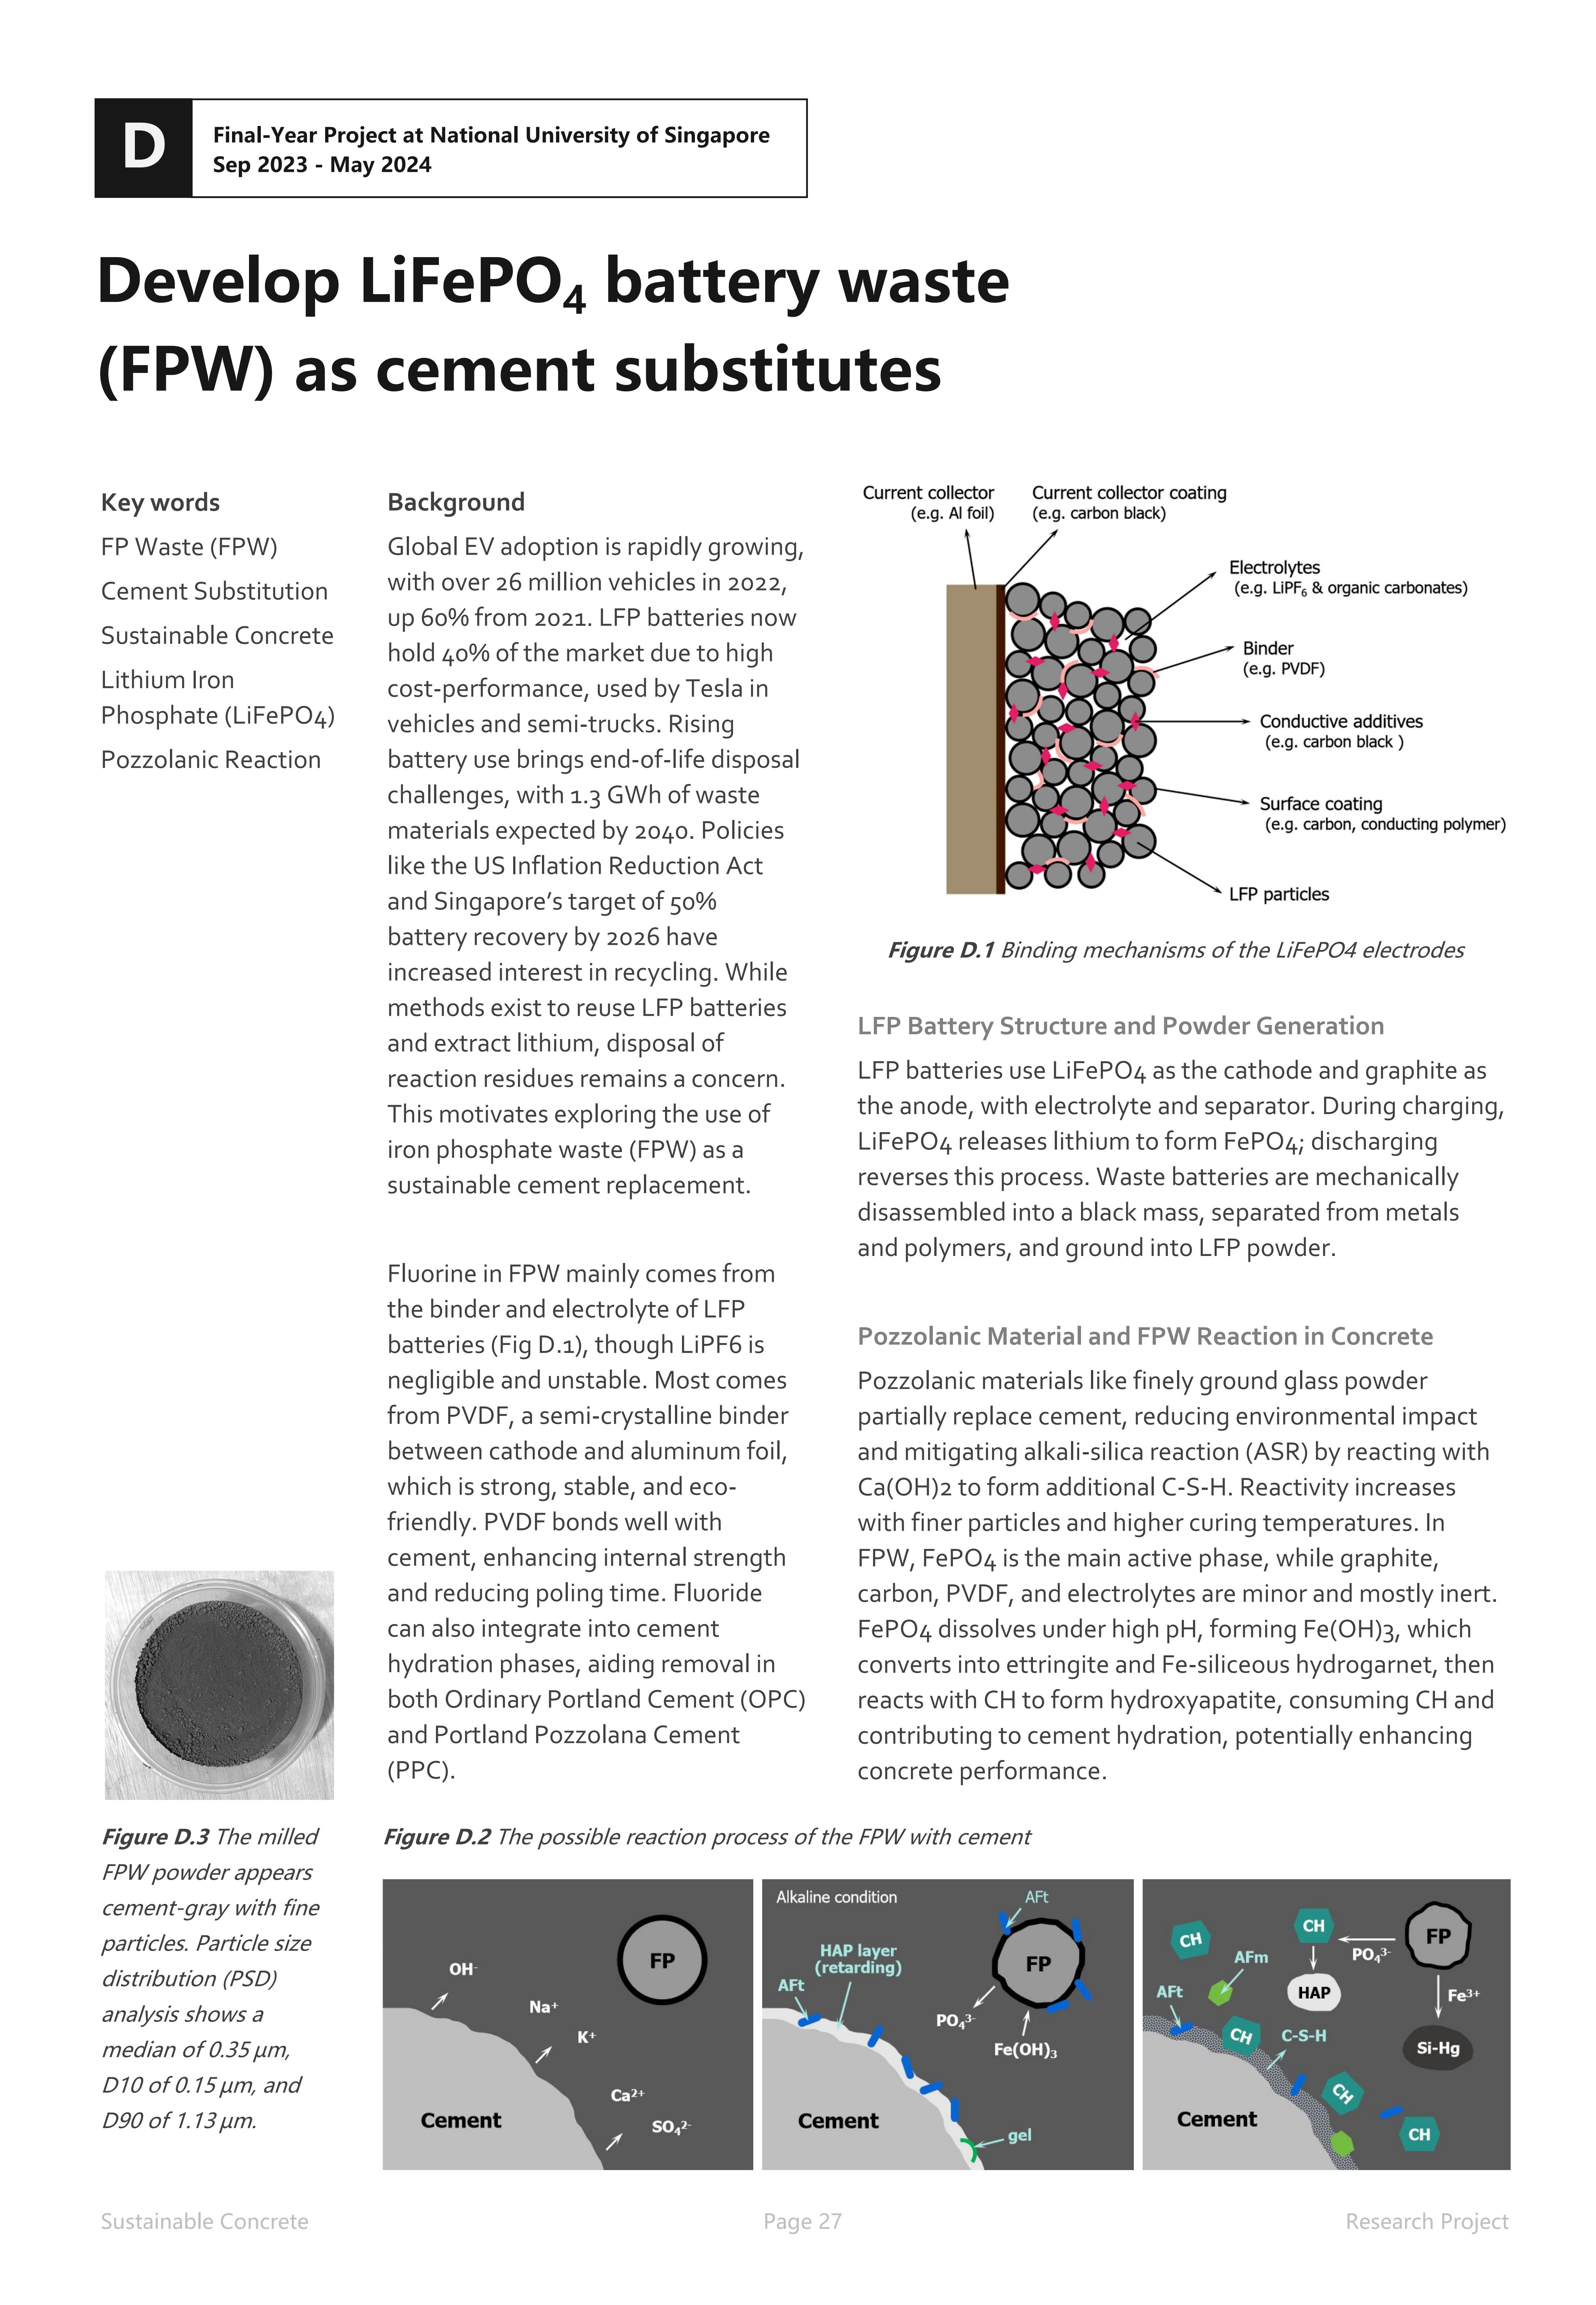 D
Final-Year Project at National University of Singapore
Sep 2023 - May 2024
Develop LiFePO₄ battery waste
(FPW) as cement substitutes
Key words
FP Waste (FPW)
Cement Substitution
Sustainable Concrete
Lithium Iron
Phosphate (LiFePO4)
Pozzolanic Reaction
Background
Global EV adoption is rapidly growing,
with over 26 million vehicles in 2022,
up 60% from 2021. LFP batteries now
hold 40% of the market due to high
cost-performance, used by Tesla in
vehicles and semi-trucks. Rising
battery use brings end-of-life disposal
challenges, with 1.3 GWh of waste
materials expected by 2040. Policies
like the US Inflation Reduction Act
and Singapore’s target of 50%
battery recovery by 2026 have
increased interest in recycling. While
methods exist to reuse LFP batteries
and extract lithium, disposal of
reaction residues remains a concern.
This motivates exploring the use of
iron phosphate waste (FPW) as a
sustainable cement replacement.
Fluorine in FPW mainly comes from
the binder and electrolyte of LFP
batteries (Fig D.1), though LiPF6 is
negligible and unstable. Most comes
from PVDF, a semi-crystalline binder
between cathode and aluminum foil,
which is strong, stable, and eco-
friendly. PVDF bonds well with
cement, enhancing internal strength
and reducing poling time. Fluoride
can also integrate into cement
hydration phases, aiding removal in
both Ordinary Portland Cement (OPC)
and Portland Pozzolana Cement
(PPC).
Current collector
(e.g. Al foil)
Current collector coating
(e.g. carbon black)
Electrolytes
(e.g. LiPF₆ & organic carbonates)
Binder
(e.g. PVDF)
Conductive additives
(e.g. carbon black )
Surface coating
(e.g. carbon, conducting polymer)
LFP particles
Figure D.1 Binding mechanisms of the LiFePO4 electrodes
LFP Battery Structure and Powder Generation
LFP batteries use LiFePO4 as the cathode and graphite as
the anode, with electrolyte and separator. During charging,
LiFePO4 releases lithium to form FePO4; discharging
reverses this process. Waste batteries are mechanically
disassembled into a black mass, separated from metals
and polymers, and ground into LFP powder.
Pozzolanic Material and FPW Reaction in Concrete
Pozzolanic materials like finely ground glass powder
partially replace cement, reducing environmental impact
and mitigating alkali-silica reaction (ASR) by reacting with
Ca(OH)2 to form additional C-S-H. Reactivity increases
with finer particles and higher curing temperatures. In
FPW, FePO4 is the main active phase, while graphite,
carbon, PVDF, and electrolytes are minor and mostly inert.
FePO4 dissolves under high pH, forming Fe(OH)3, which
converts into ettringite and Fe-siliceous hydrogarnet, then
reacts with CH to form hydroxyapatite, consuming CH and
contributing to cement hydration, potentially enhancing
concrete performance.
Figure D.3 The milled
FPW powder appears
cement-gray with fine
particles. Particle size
distribution (PSD)
analysis shows a
median of 0.35 μm,
D10 of 0.15 μm, and
D90 of 1.13 μm.
Figure D.2 The possible reaction process of the FPW with cement
FP
OH⁻
Na⁺
K⁺
Ca²⁺
SO₄²⁻
Cement
Alkaline condition
AFt
HAP layer
(retarding)
FP
AFt
PO₄³⁻
Fe(OH)₃
Cement
gel
CH
CH
FP
PO₄³⁻
AFm
AFt
HAP
Fe³⁺
CH
C-S-H
Si-Hg
CH
Cement
CH
Sustainable Concrete
Page 27
Research Project